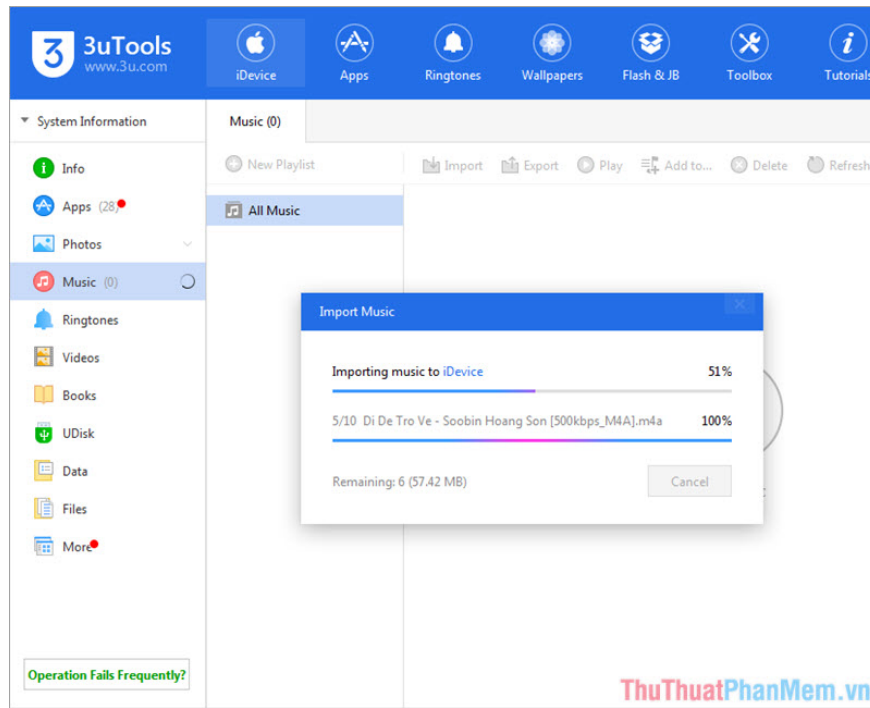 3 3uTools
www.3u.com
iDevice Apps Ringtones Wallpapers Flash & JB Toolbox Tutorials
System Information
Music (0)
New Playlist Import Export Play Add to... Delete Refresh
All Music
Info
Apps (28)
Photos
Music (0)
Ringtones
Videos
Books
UDisk
Data
Files
More
Import Music
Importing music to iDevice 51%
5/10 Di De Tro Ve - Soobin Hoang Son [500kbps_M4A].m4a 100%
Remaining: 6 (57.42 MB) Cancel
Operation Fails Frequently?
ThuThuatPhanMem.vn